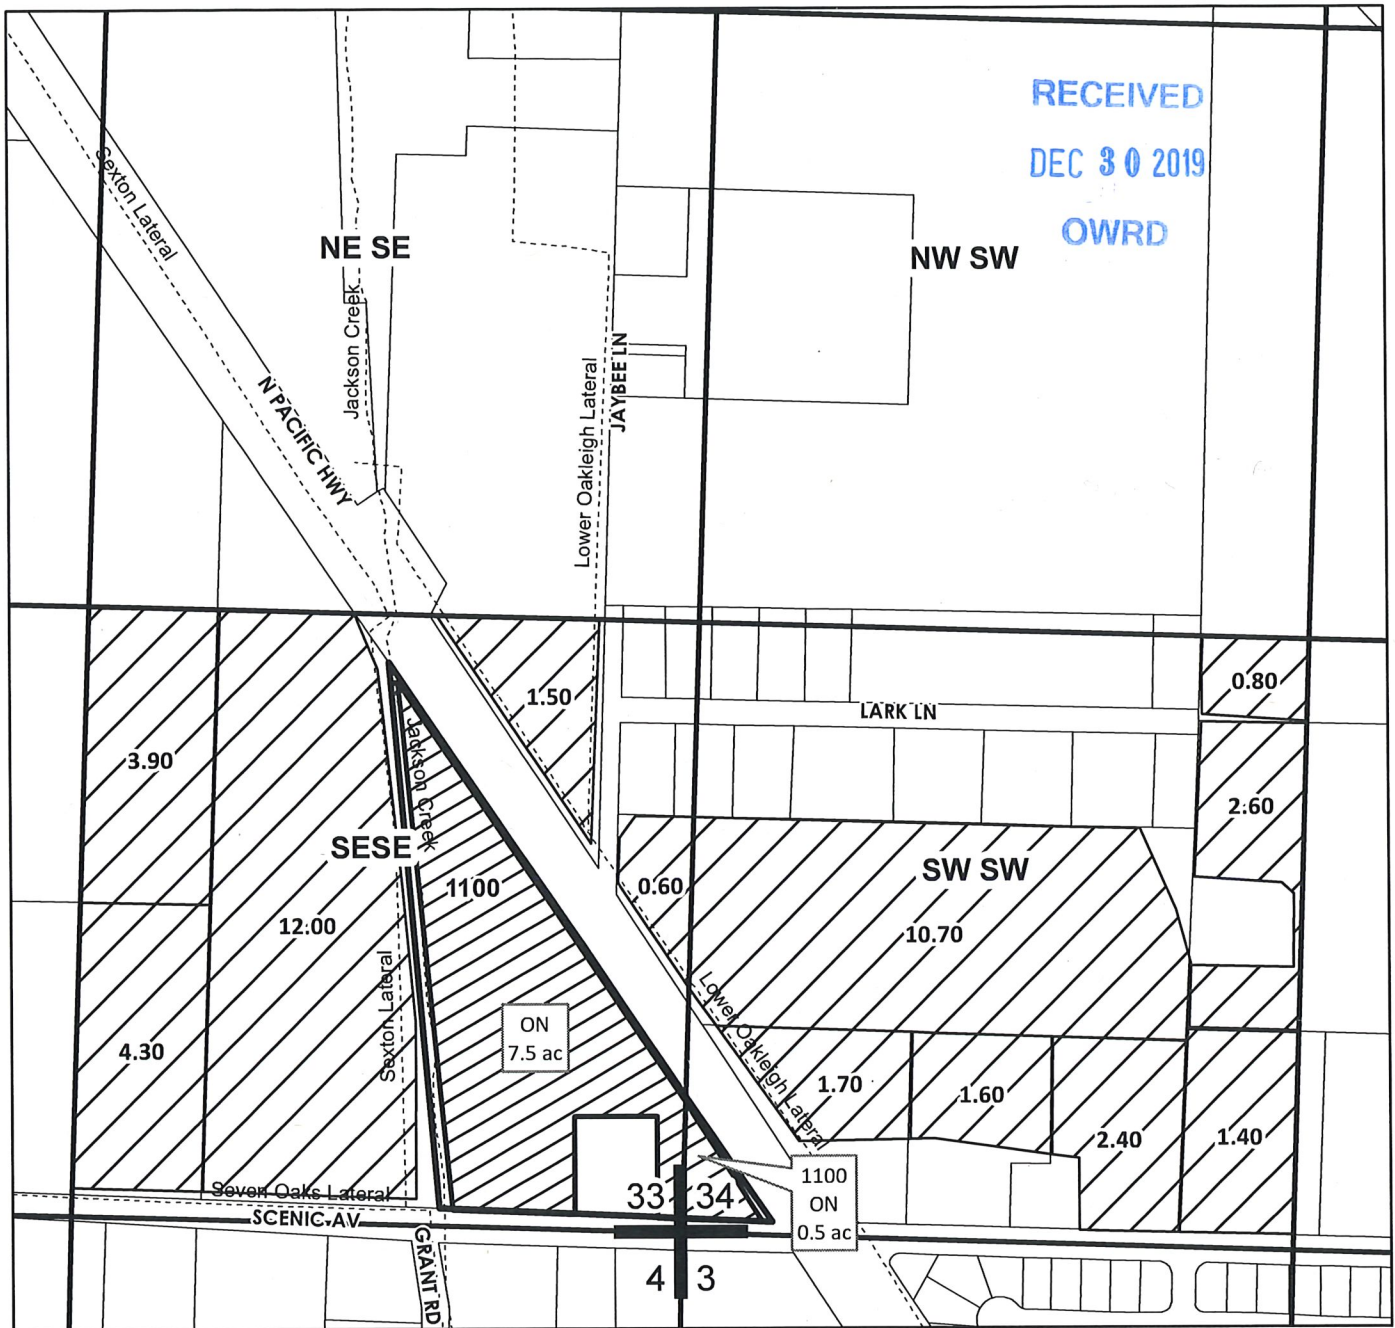 RECEIVED
DEC 30 2019
OWRD
Sexton Lateral
NE SE
NW SW
Jackson Creek
N PACIFIC HWY
Lower Oakleigh Lateral
JAYBEE LN
1.50
0.80
LARK LN
3.90
Jackson Creek
2.60
SESE
SW SW
1100
0.60
12.00
10.70
Sexton Lateral
Lower Oakleigh Lateral
ON
7.5 ac
4.30
1.70
1.60
2.40
1.40
1100
ON
0.5 ac
33
34
Seven Oaks Lateral
SCENIC AV
GRANT RD
4
3